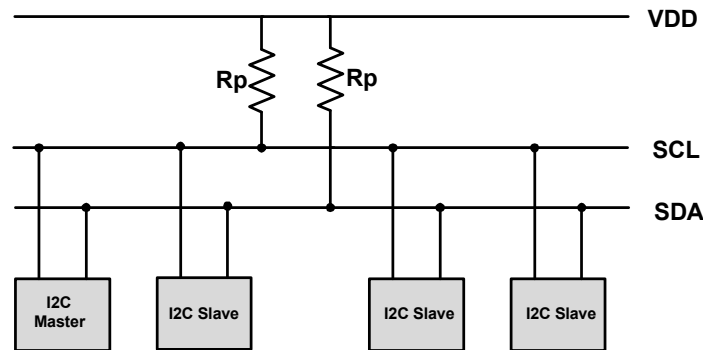 VDD
Rp
Rp
SCL
SDA
I2C
Master
I2C Slave
I2C Slave
I2C Slave